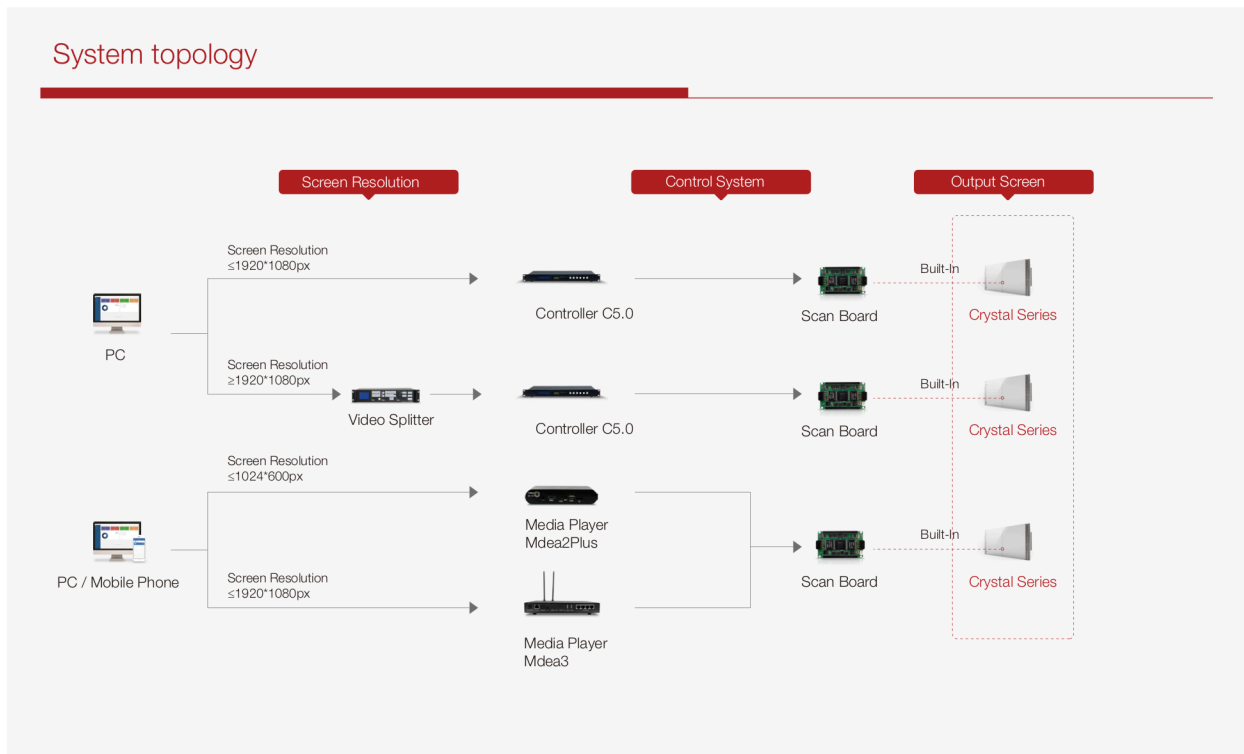 System topology
Screen Resolution
Control System
Output Screen
Screen Resolution
≤1920*1080px
Controller C5.0
Scan Board
Built-In
Crystal Series
PC
Screen Resolution
≥1920*1080px
Video Splitter
Controller C5.0
Scan Board
Built-In
Crystal Series
Screen Resolution
≤1024*600px
Media Player
Mdea2Plus
PC / Mobile Phone
Screen Resolution
≤1920*1080px
Media Player
Mdea3
Scan Board
Built-In
Crystal Series